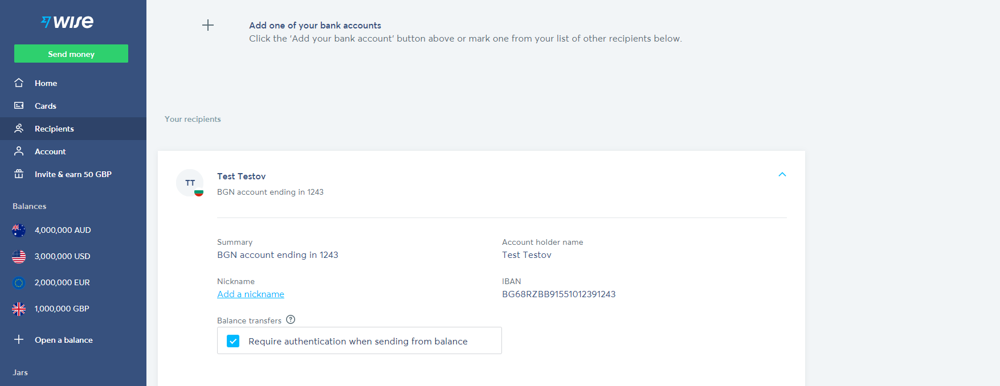 wise
Send money
Home
Cards
Recipients
Account
Invite & earn 50 GBP
Balances
4,000,000 AUD
3,000,000 USD
2,000,000 EUR
1,000,000 GBP
Open a balance
Jars
Add one of your bank accounts
Click the ‘Add your bank account’ button above or mark one from your list of other recipients below.
Your recipients
TT
Test Testov
BGN account ending in 1243
Summary
BGN account ending in 1243
Account holder name
Test Testov
Nickname
Add a nickname
IBAN
BG68RZBB91551012391243
Balance transfers ?
Require authentication when sending from balance